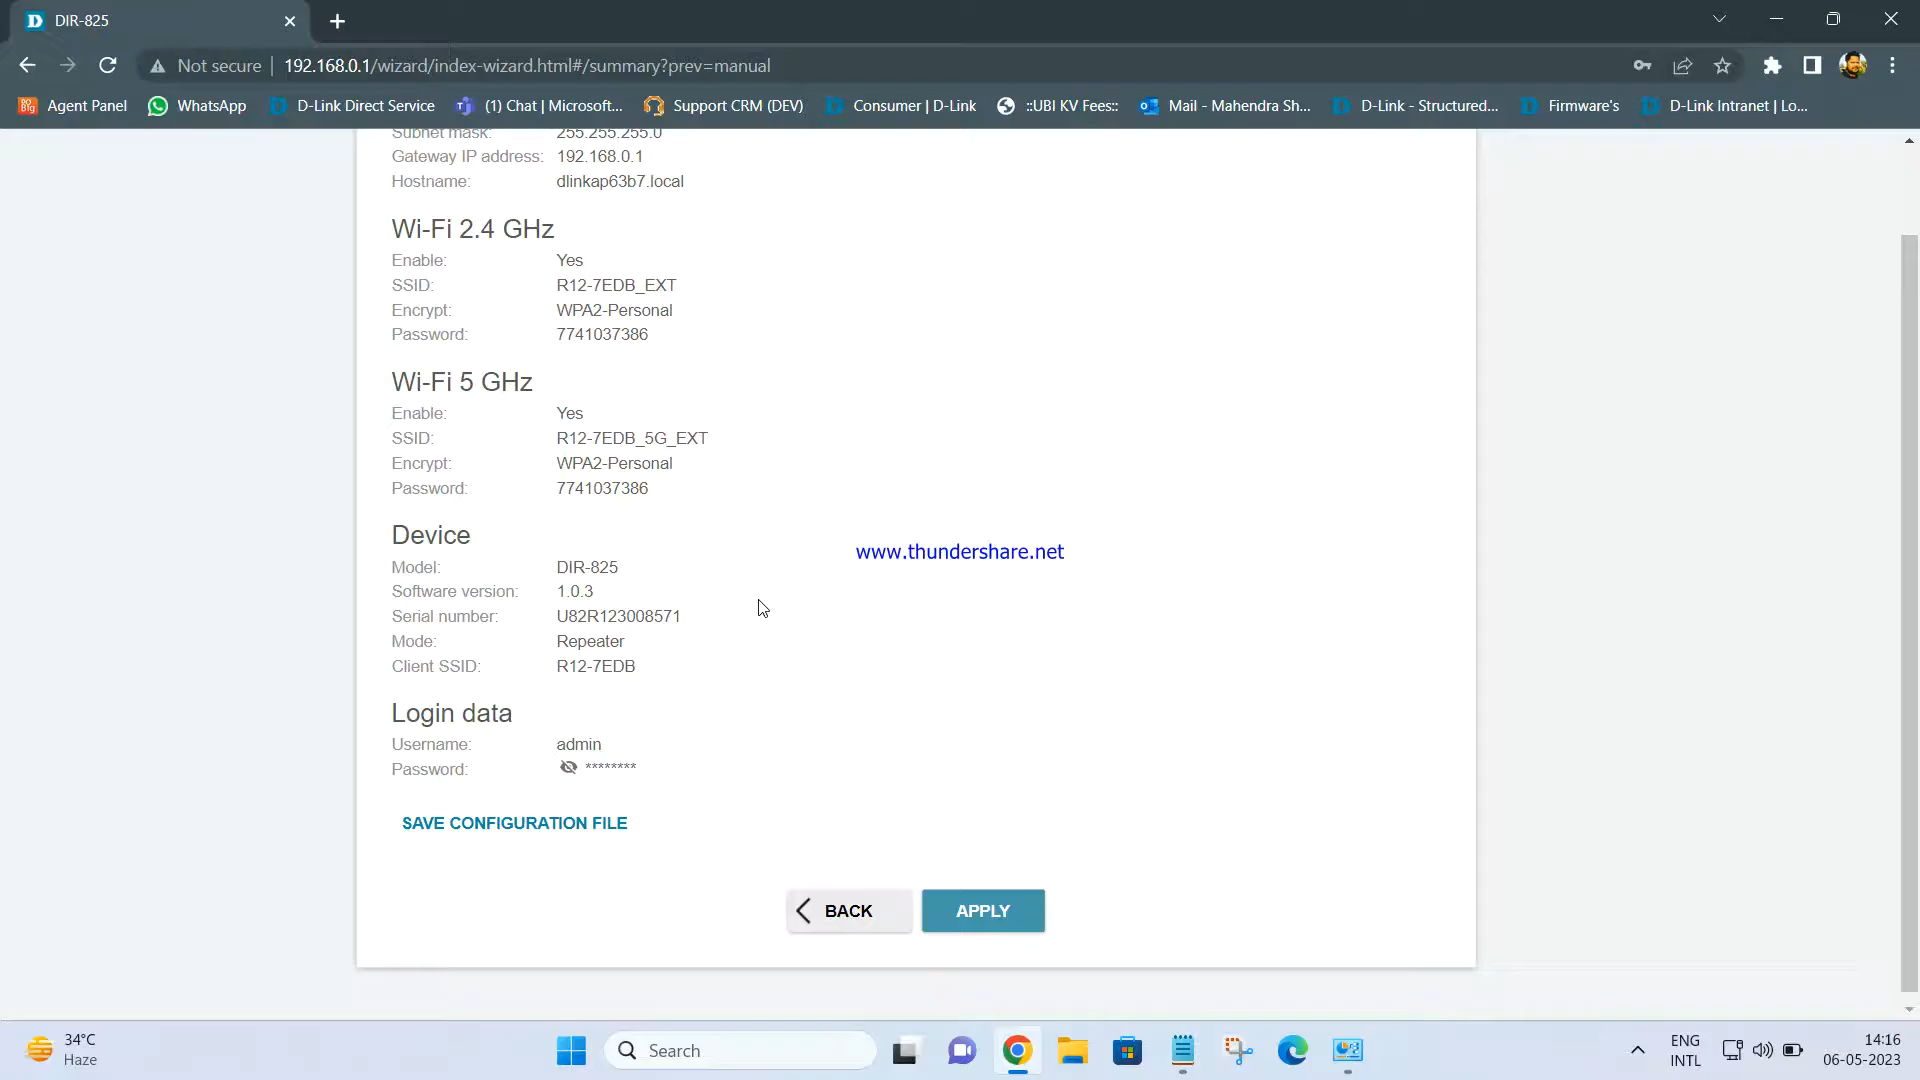 DIR-825
Not secure
192.168.0.1/wizard/index-wizard.html#/summary?prev=manual
Agent Panel
WhatsApp
D-Link Direct Service
(1) Chat | Microsoft...
Support CRM (DEV)
Consumer | D-Link
::UBI KV Fees::
Mail - Mahendra Sh...
D-Link - Structured...
Firmware's
D-Link Intranet | Lo...
Subnet mask: 255.255.255.0
Gateway IP address: 192.168.0.1
Hostname: dlinkap63b7.local
Wi-Fi 2.4 GHz
Enable: Yes
SSID: R12-7EDB_EXT
Encrypt: WPA2-Personal
Password: 7741037386
Wi-Fi 5 GHz
Enable: Yes
SSID: R12-7EDB_5G_EXT
Encrypt: WPA2-Personal
Password: 7741037386
Device
Model: DIR-825
Software version: 1.0.3
Serial number: U82R123008571
Mode: Repeater
Client SSID: R12-7EDB
www.thundershare.net
Login data
Username: admin
Password: ********
SAVE CONFIGURATION FILE
BACK
APPLY
34°C
Haze
Search
ENG
INTL
14:16
06-05-2023